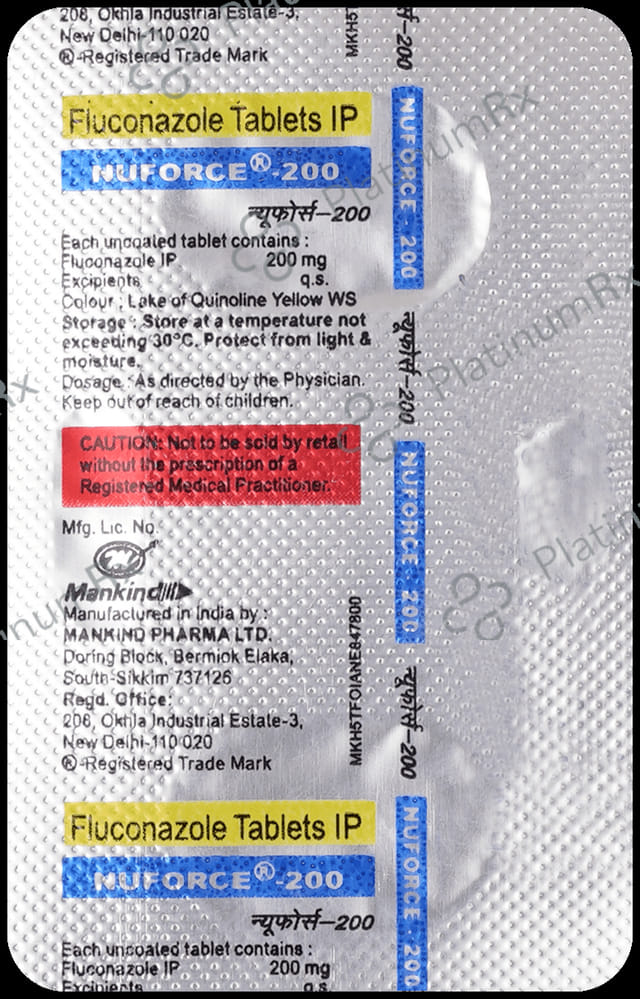 208, Okhla Industrial Estate-3,
New Delhi-110 020
®-Registered Trade Mark
Fluconazole Tablets IP
NUFORCE®-200
न्यूफोर्स-200
Each uncoated tablet contains :
Fluconazole IP 200 mg
Excipients q.s.
Colour : Lake of Quinoline Yellow WS
Storage : Store at a temperature not
exceeding 30°C. Protect from light &
moisture.
Dosage : As directed by the Physician.
Keep out of reach of children.
CAUTION: Not to be sold by retail
without the prescription of a
Registered Medical Practitioner.
Mfg. Lic. No.
Mankind
Manufactured in India by :
MANKIND PHARMA LTD.
Doring Block, Bermiok Elaka,
South-Sikkim 737126
Regd. Office:
208, Okhla Industrial Estate-3,
New Delhi-110 020
®-Registered Trade Mark
Fluconazole Tablets IP
NUFORCE®-200
न्यूफोर्स-200
Each uncoated tablet contains :
Fluconazole IP 200 mg
Excipients q.s.
MKH5T
MKH5TFOIANE847800
र्स-200
NUFORCE - 200
न्यूफोर्स-200
NUFORCE - 200
न्यूफोर्स-200
NUFORCE - 200
PlatinumRx
PlatinumRx
Platinum
Rx
inumRx